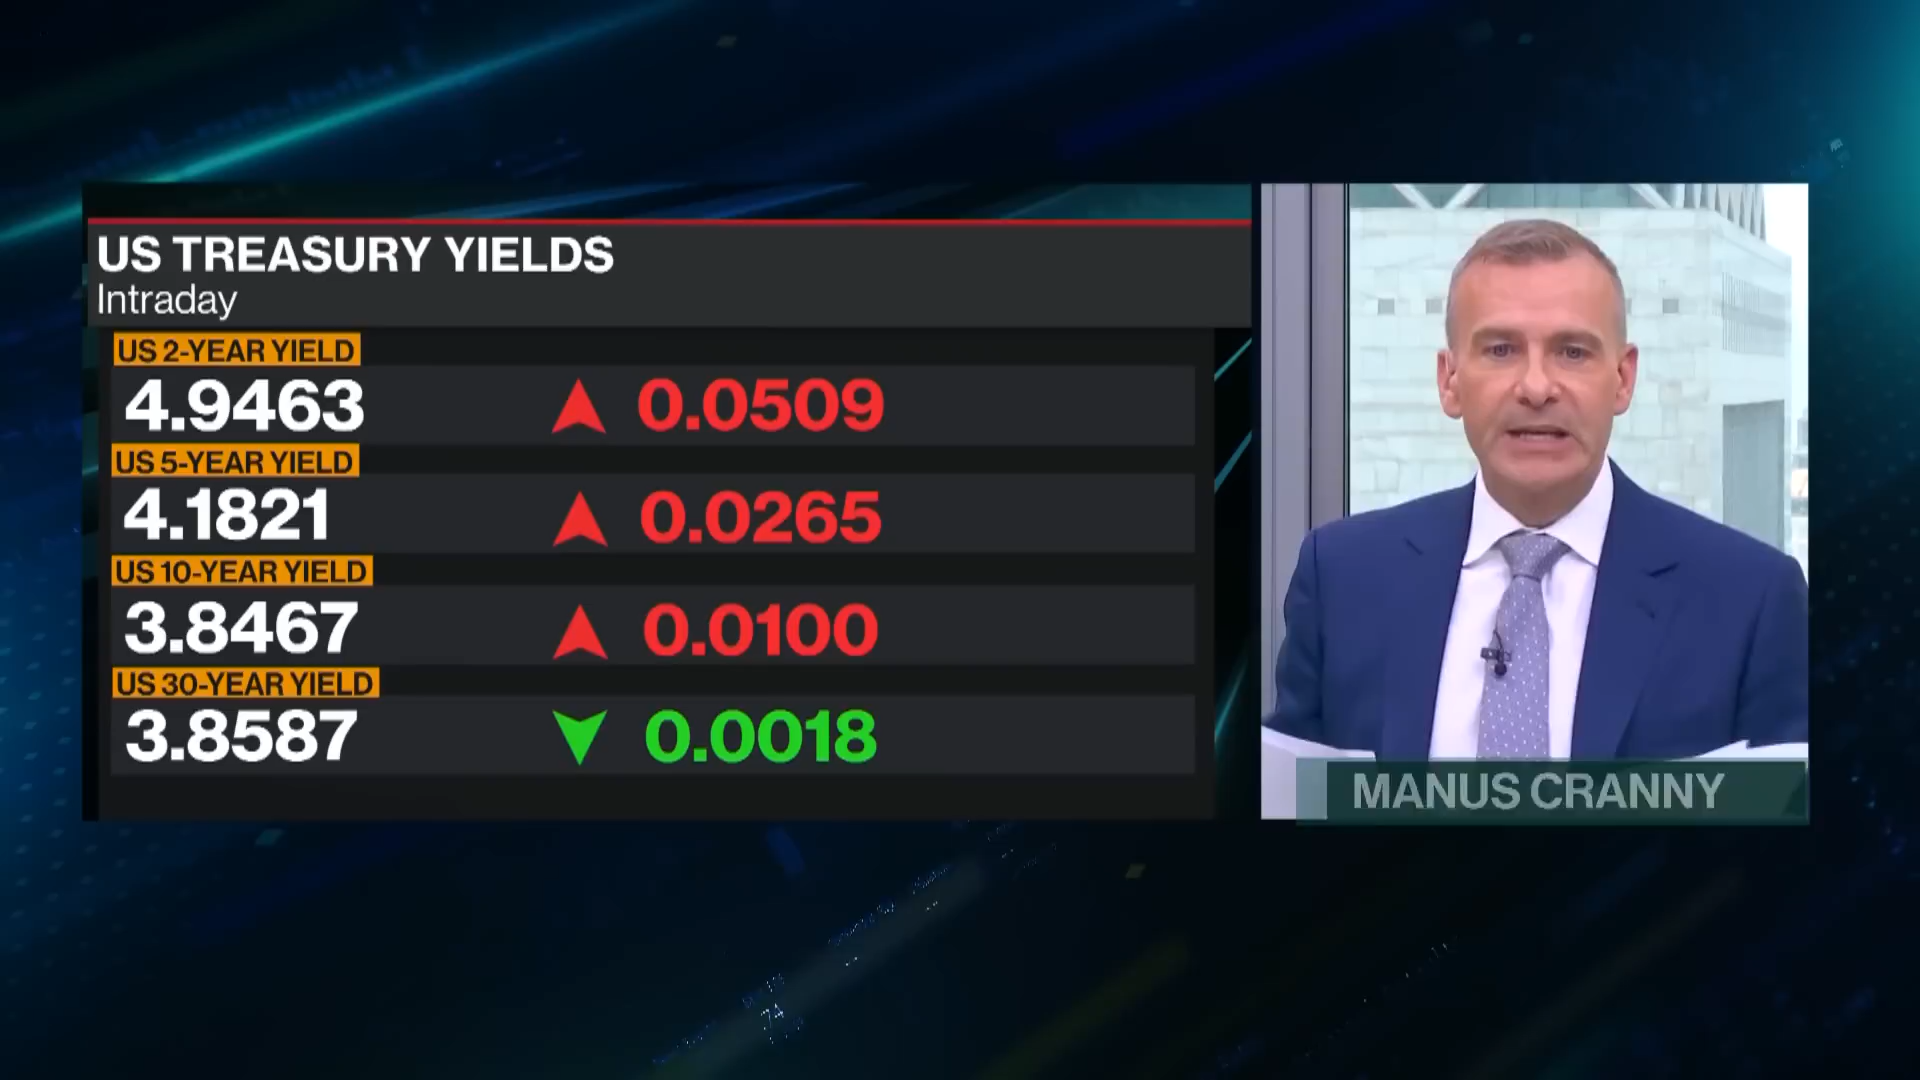 US TREASURY YIELDS
Intraday
US 2-YEAR YIELD
4.9463 0.0509
US 5-YEAR YIELD
4.1821 0.0265
US 10-YEAR YIELD
3.8467 0.0100
US 30-YEAR YIELD
3.8587 0.0018
MANUS CRANNY
74